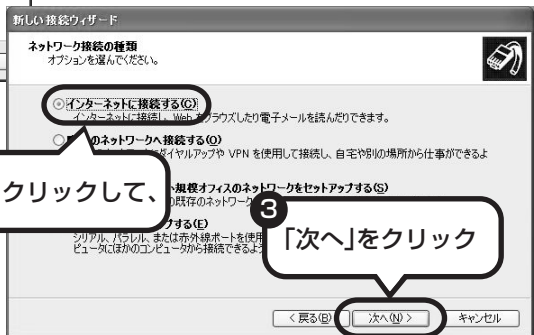 新しい接続ウィザード
ネットワーク接続の種類
オプションを選んでください。
インターネットに接続する(C)
インターネットに接続し、Web をブラウズしたり電子メールを読んだりできます。
のネットワークへ接続する(O)
ダイヤルアップや VPN を使用して接続し、自宅や別の場所から仕事ができるよ
クリックして、
規模オフィスのネットワークをセットアップする(S)
の既存のネットワーク
3
「次へ」をクリック
プする(E)
シリアル、パラレル、または赤外線ポートを使用
ピュータにほかのコンピュータから接続できるよ
< 戻る(B)
次へ(N) >
キャンセル